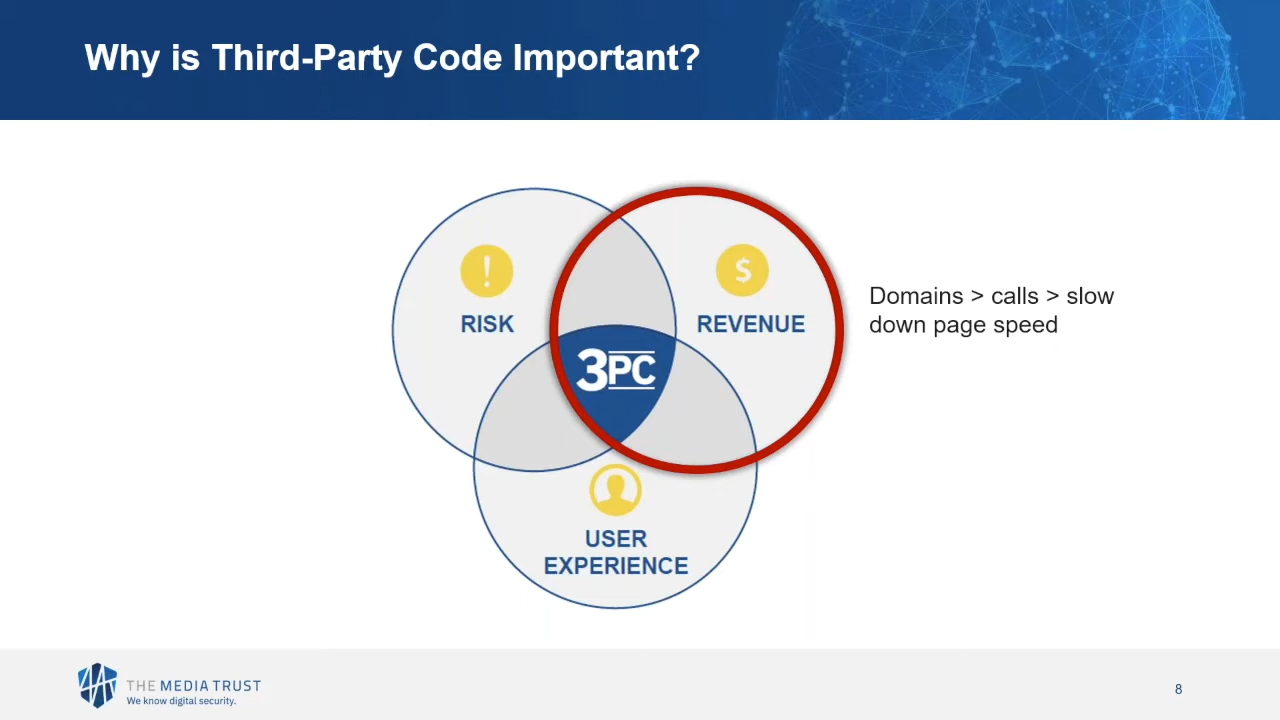 Why is Third-Party Code Important?
!
$
RISK
REVENUE
Domains > calls > slow
down page speed
3PC
USER
EXPERIENCE
THE MEDIA TRUST
We know digital security.
8